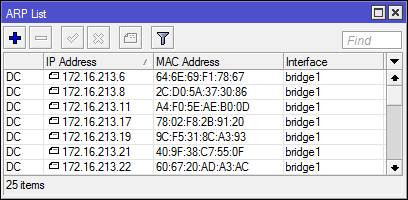 ARP List
Find
IP Address MAC Address Interface
DC 172.16.213.6 64:6E:69:F1:78:67 bridge1
DC 172.16.213.8 2C:D0:5A:37:30:86 bridge1
DC 172.16.213.11 A4:F0:5E:AE:B0:0D bridge1
DC 172.16.213.17 78:02:F8:2B:91:20 bridge1
DC 172.16.213.19 9C:F5:31:8C:A3:93 bridge1
DC 172.16.213.21 40:9F:38:C7:55:0F bridge1
DC 172.16.213.22 60:67:20:AD:A3:AC bridge1
25 items